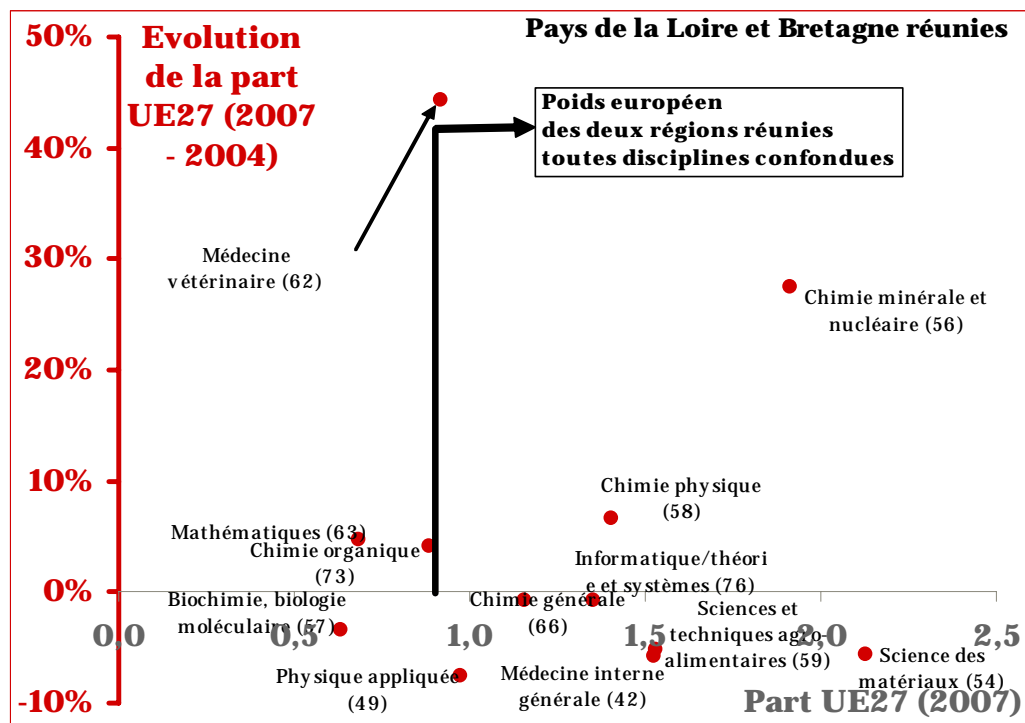 Pays de la Loire et Bretagne réunies
Evolution
de la part
UE27 (2007
- 2004)
50%
40%
30%
20%
10%
0%
-10%
Poids européen
des deux régions réunies
toutes disciplines confondues
Médecine
vétérinaire (62)
Chimie minérale et
nucléaire (56)
Chimie physique
(58)
Mathématiques (63)
Chimie organique
(73)
Informatique/théori
e et systèmes (76)
Biochimie, biologie
moléculaire (57)
Chimie générale
(66)
Sciences et
techniques agro-
alimentaires (59)
Physique appliquée
(49)
Médecine interne
générale (42)
Science des
matériaux (54)
0,0 0,5 1,0 1,5 2,0 2,5
Part UE27 (2007)